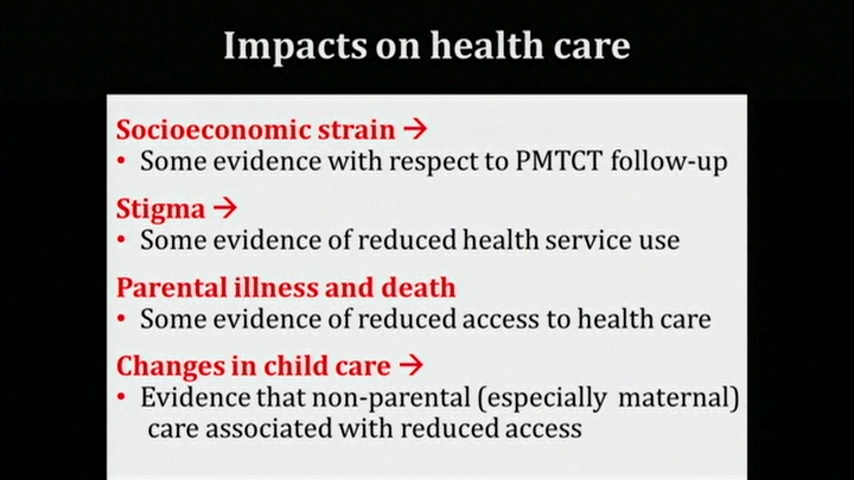 Impacts on health care
Socioeconomic strain →
• Some evidence with respect to PMTCT follow-up
Stigma →
• Some evidence of reduced health service use
Parental illness and death
• Some evidence of reduced access to health care
Changes in child care →
• Evidence that non-parental (especially maternal)
care associated with reduced access